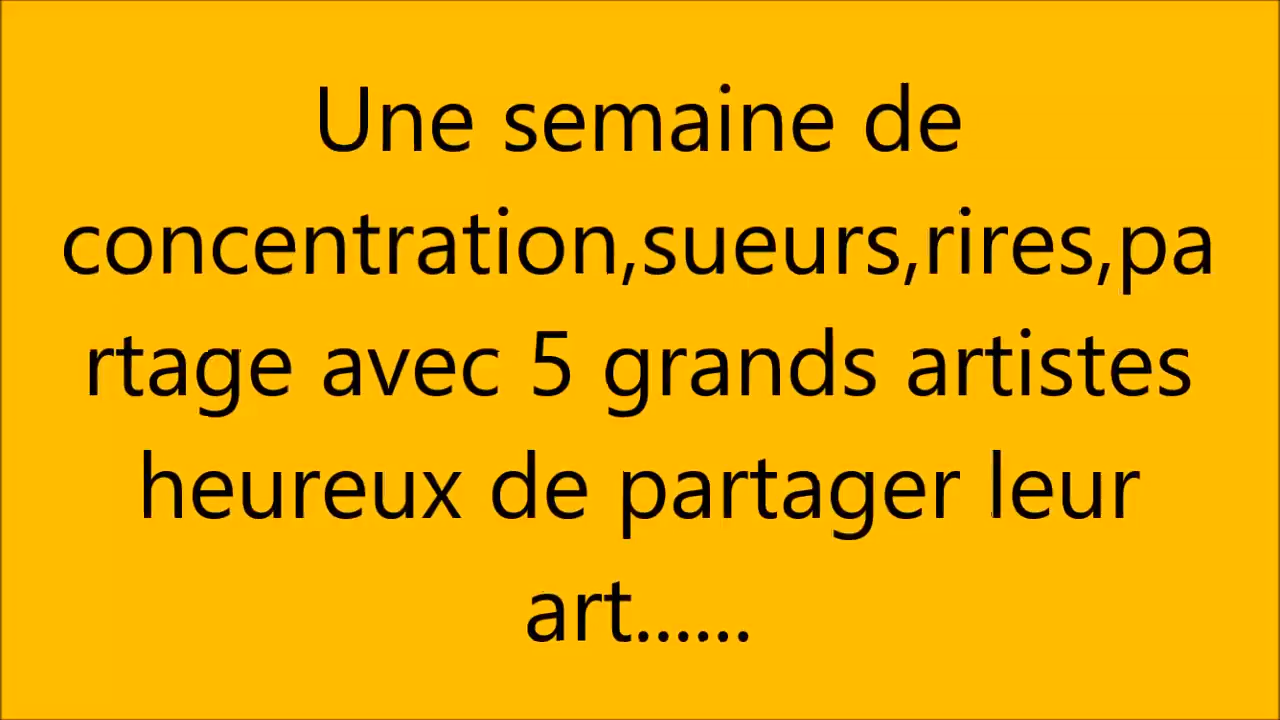 Une semaine de
concentration,sueurs,rires,pa
rtage avec 5 grands artistes
heureux de partager leur
art......